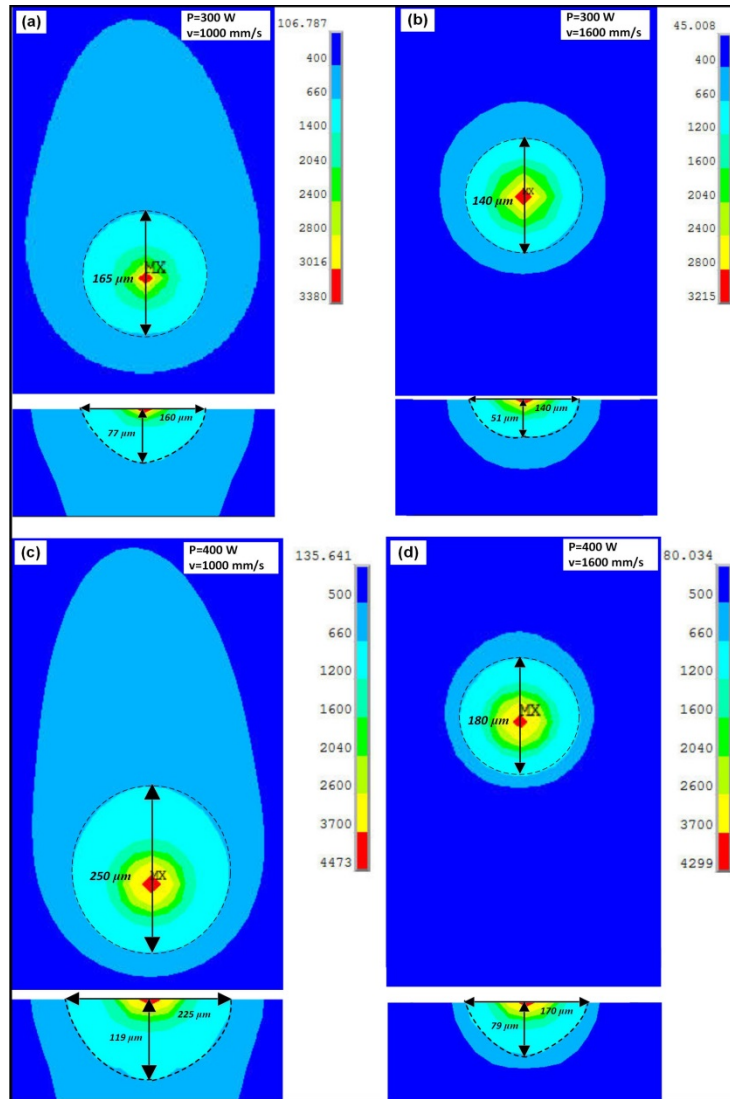 (a)
P=300 W
v=1000 mm/s
106.787
400
660
1400
2040
2400
2800
3016
3380
165 μm
MX
160 μm
77 μm
(b)
P=300 W
v=1600 mm/s
45.008
400
660
1200
1600
2040
2400
2800
3215
140 μm
MX
140 μm
51 μm
(c)
P=400 W
v=1000 mm/s
135.641
500
660
1200
1600
2040
2600
3700
4473
250 μm
MX
225 μm
119 μm
(d)
P=400 W
v=1600 mm/s
80.034
500
660
1200
1600
2040
2600
3700
4299
180 μm
MX
170 μm
79 μm